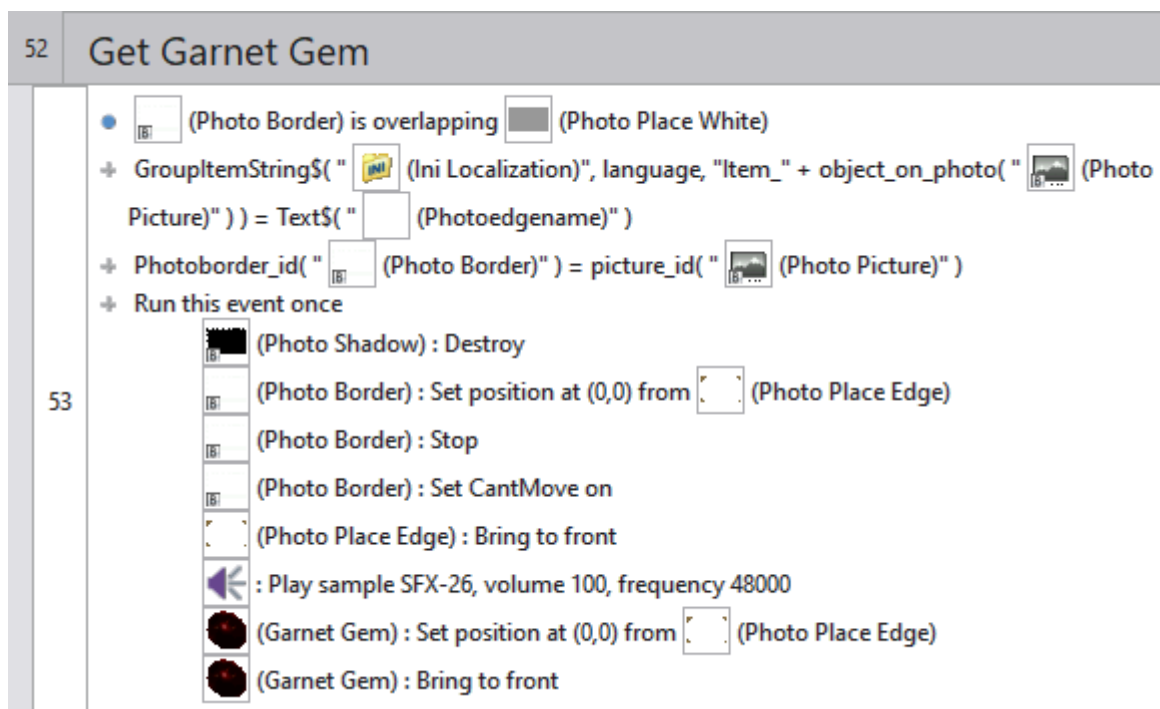 52 Get Garnet Gem
(Photo Border) is overlapping (Photo Place White)
GroupItemString$( " (Ini Localization)", language, "Item_" + object_on_photo( " (Photo
Picture)" ) ) = Text$( " (Photoedgename)" )
Photoborder_id( " (Photo Border)" ) = picture_id( " (Photo Picture)" )
Run this event once
(Photo Shadow) : Destroy
53 (Photo Border) : Set position at (0,0) from (Photo Place Edge)
(Photo Border) : Stop
(Photo Border) : Set CantMove on
(Photo Place Edge) : Bring to front
: Play sample SFX-26, volume 100, frequency 48000
(Garnet Gem) : Set position at (0,0) from (Photo Place Edge)
(Garnet Gem) : Bring to front